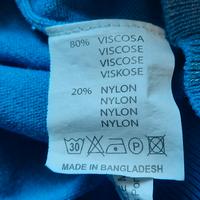 80% VISCOSA
VISCOSE
VISCOSE
VISKOSE
20% NYLON
NYLON
NYLON
NYLON
30 P
MADE IN BANGLADESH